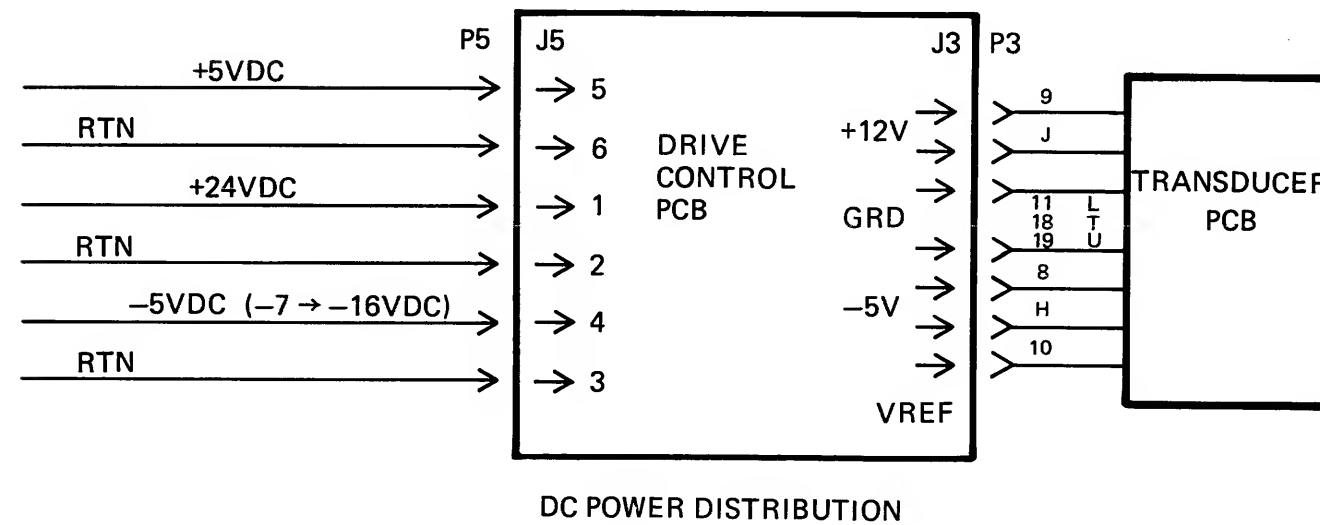 P5 J5 J3 P3
+5VDC
5
RTN
6
+24VDC
1
RTN
2
−5VDC (−7 → −16VDC)
4
RTN
3
DRIVE
CONTROL
PCB
+12V
GRD
−5V
VREF
9
J
11 L
18 T
19 U
8
H
10
TRANSDUCER
PCB
DC POWER DISTRIBUTION